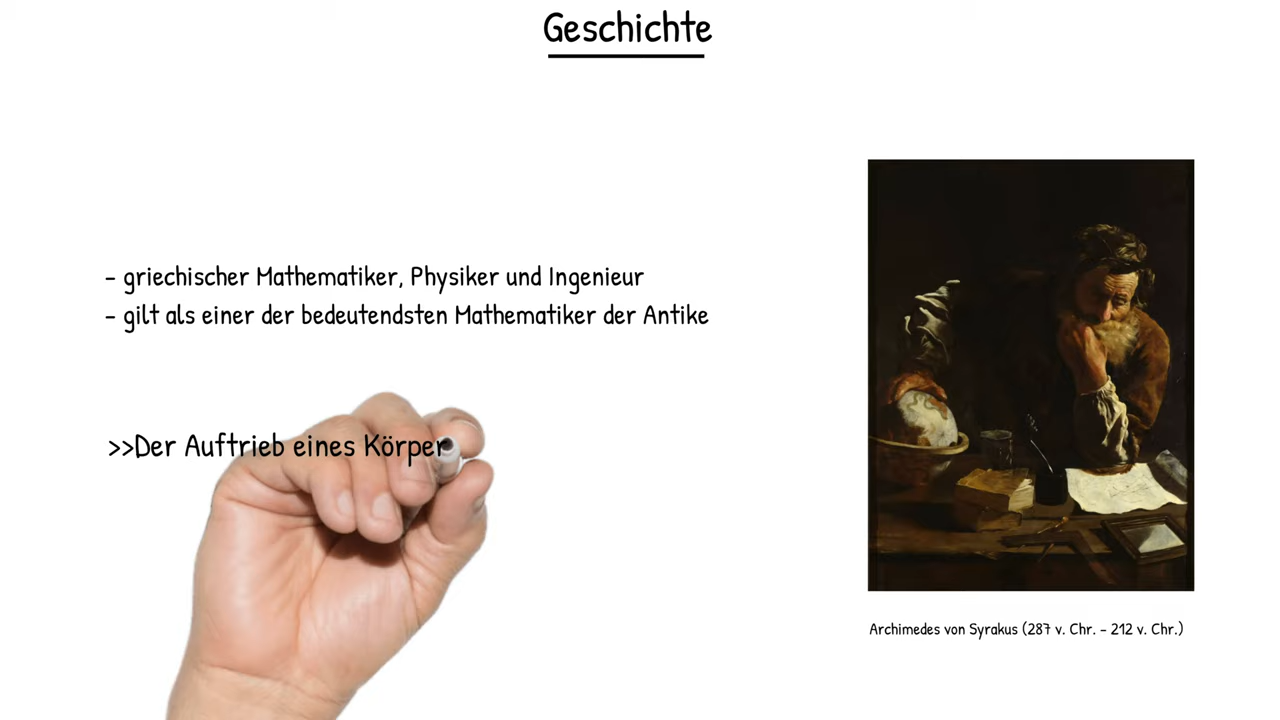 Geschichte
- griechischer Mathematiker, Physiker und Ingenieur
- gilt als einer der bedeutendsten Mathematiker der Antike
>>Der Auftrieb eines Körper
Archimedes von Syrakus (287 v. Chr. - 212 v. Chr.)